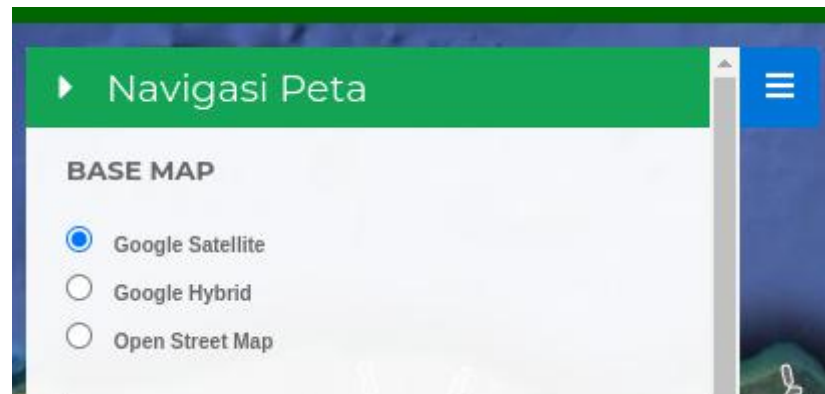 Navigasi Peta
BASE MAP
Google Satellite
Google Hybrid
Open Street Map